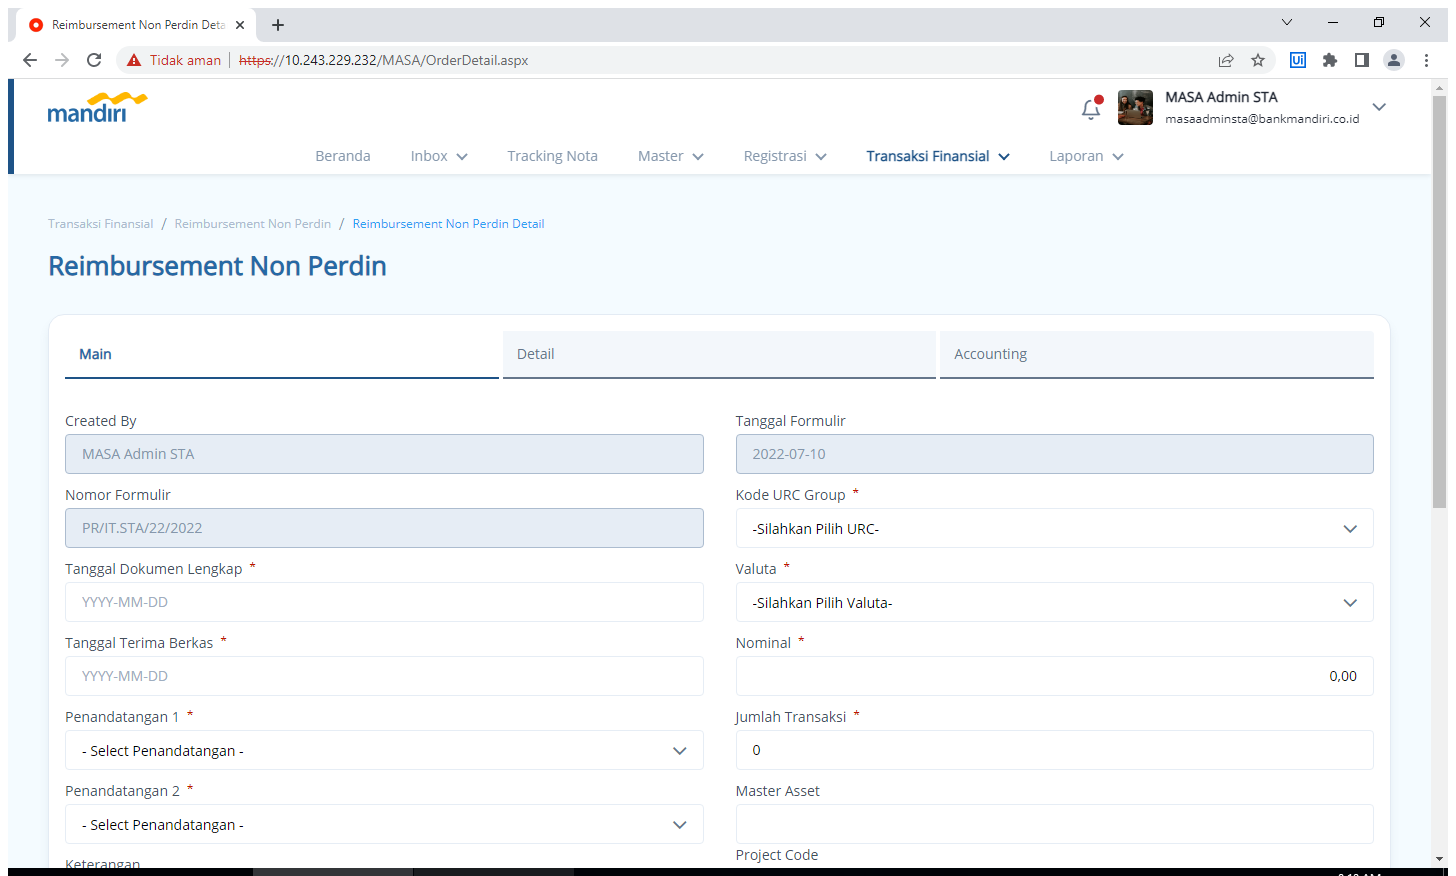 Reimbursement Non Perdin Deta
Tidak aman
https://10.243.229.232/MASA/OrderDetail.aspx
Ui
mandiri
MASA Admin STA
masaadminsta@bankmandiri.co.id
Beranda
Inbox
Tracking Nota
Master
Registrasi
Transaksi Finansial
Laporan
Transaksi Finansial / Reimbursement Non Perdin / Reimbursement Non Perdin Detail
Reimbursement Non Perdin
Main
Detail
Accounting
Created By
MASA Admin STA
Tanggal Formulir
2022-07-10
Nomor Formulir
PR/IT.STA/22/2022
Kode URC Group *
-Silahkan Pilih URC-
Tanggal Dokumen Lengkap *
YYYY-MM-DD
Valuta *
-Silahkan Pilih Valuta-
Tanggal Terima Berkas *
YYYY-MM-DD
Nominal *
0,00
Penandatangan 1 *
- Select Penandatangan -
Jumlah Transaksi *
0
Penandatangan 2 *
- Select Penandatangan -
Master Asset
Keterangan
Project Code